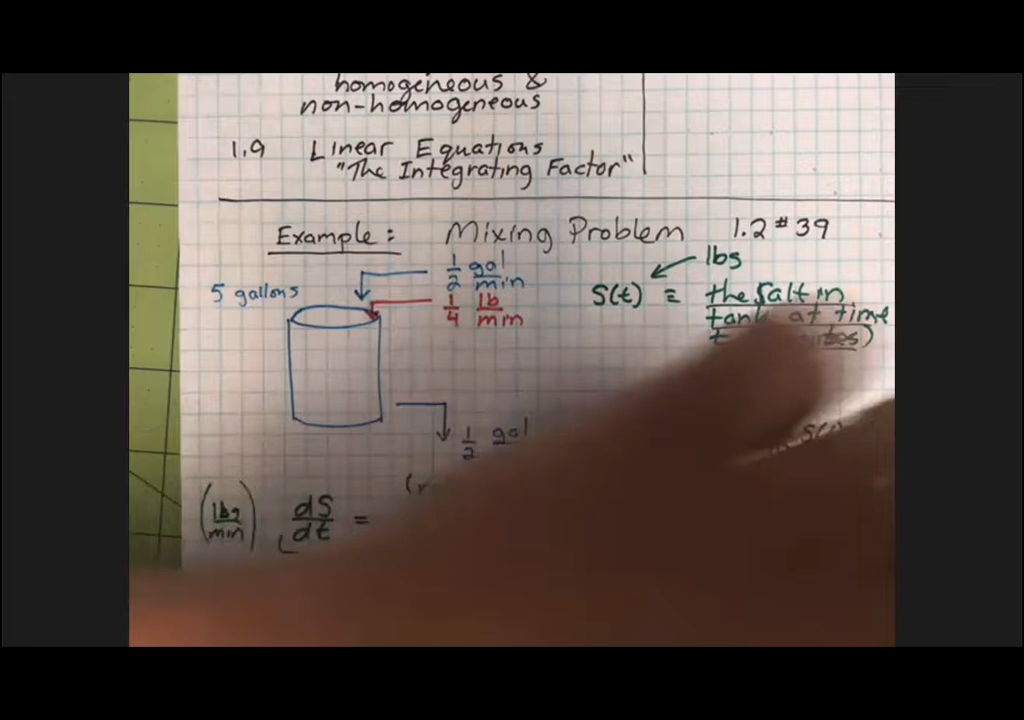 homogeneous &
non-homogeneous
1.9 Linear Equations
"The Integrating Factor"
Example: Mixing Problem 1.2 #39
lbs
5 gallons
1/2 gal/min
1/4 lb/min
S(t) ≡ the Salt in
tank at time
t
1/2 gal
(lbs/min) dS/dt =